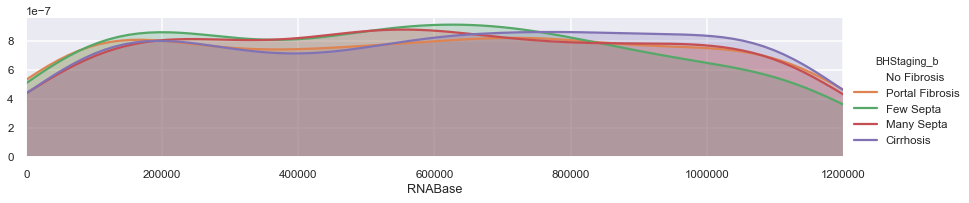 1e−7
8
6
4
2
0
0 200000 400000 600000 800000 1000000 1200000
RNABase
BHStaging_b
No Fibrosis
Portal Fibrosis
Few Septa
Many Septa
Cirrhosis